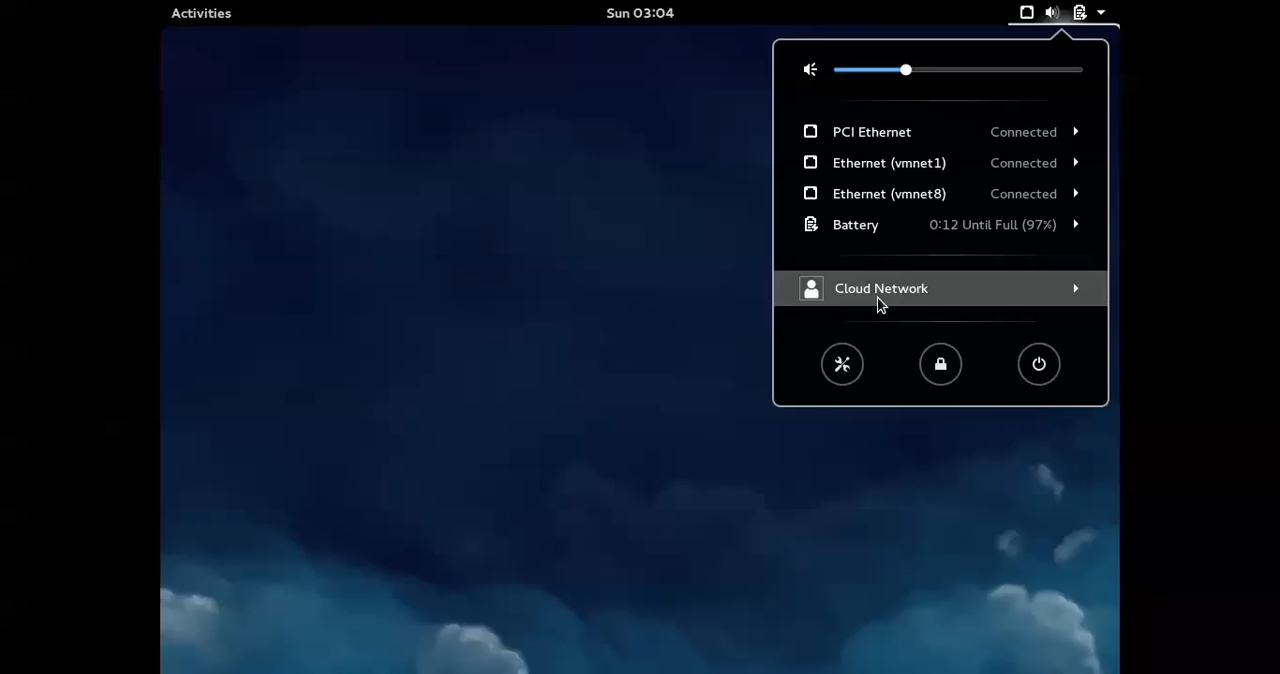 Activities
Sun 03:04
PCI Ethernet Connected
Ethernet (vmnet1) Connected
Ethernet (vmnet8) Connected
Battery 0:12 Until Full (97%)
Cloud Network